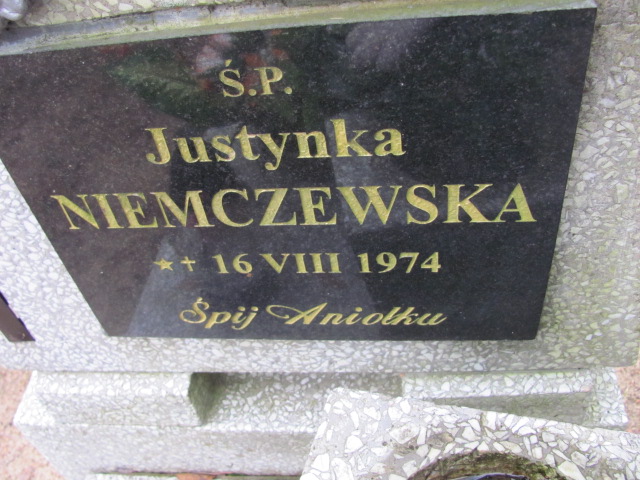 Ś.P.
Justynka
NIEMCZEWSKA
★ ✝ 16 VIII 1974
Śpij Aniołku